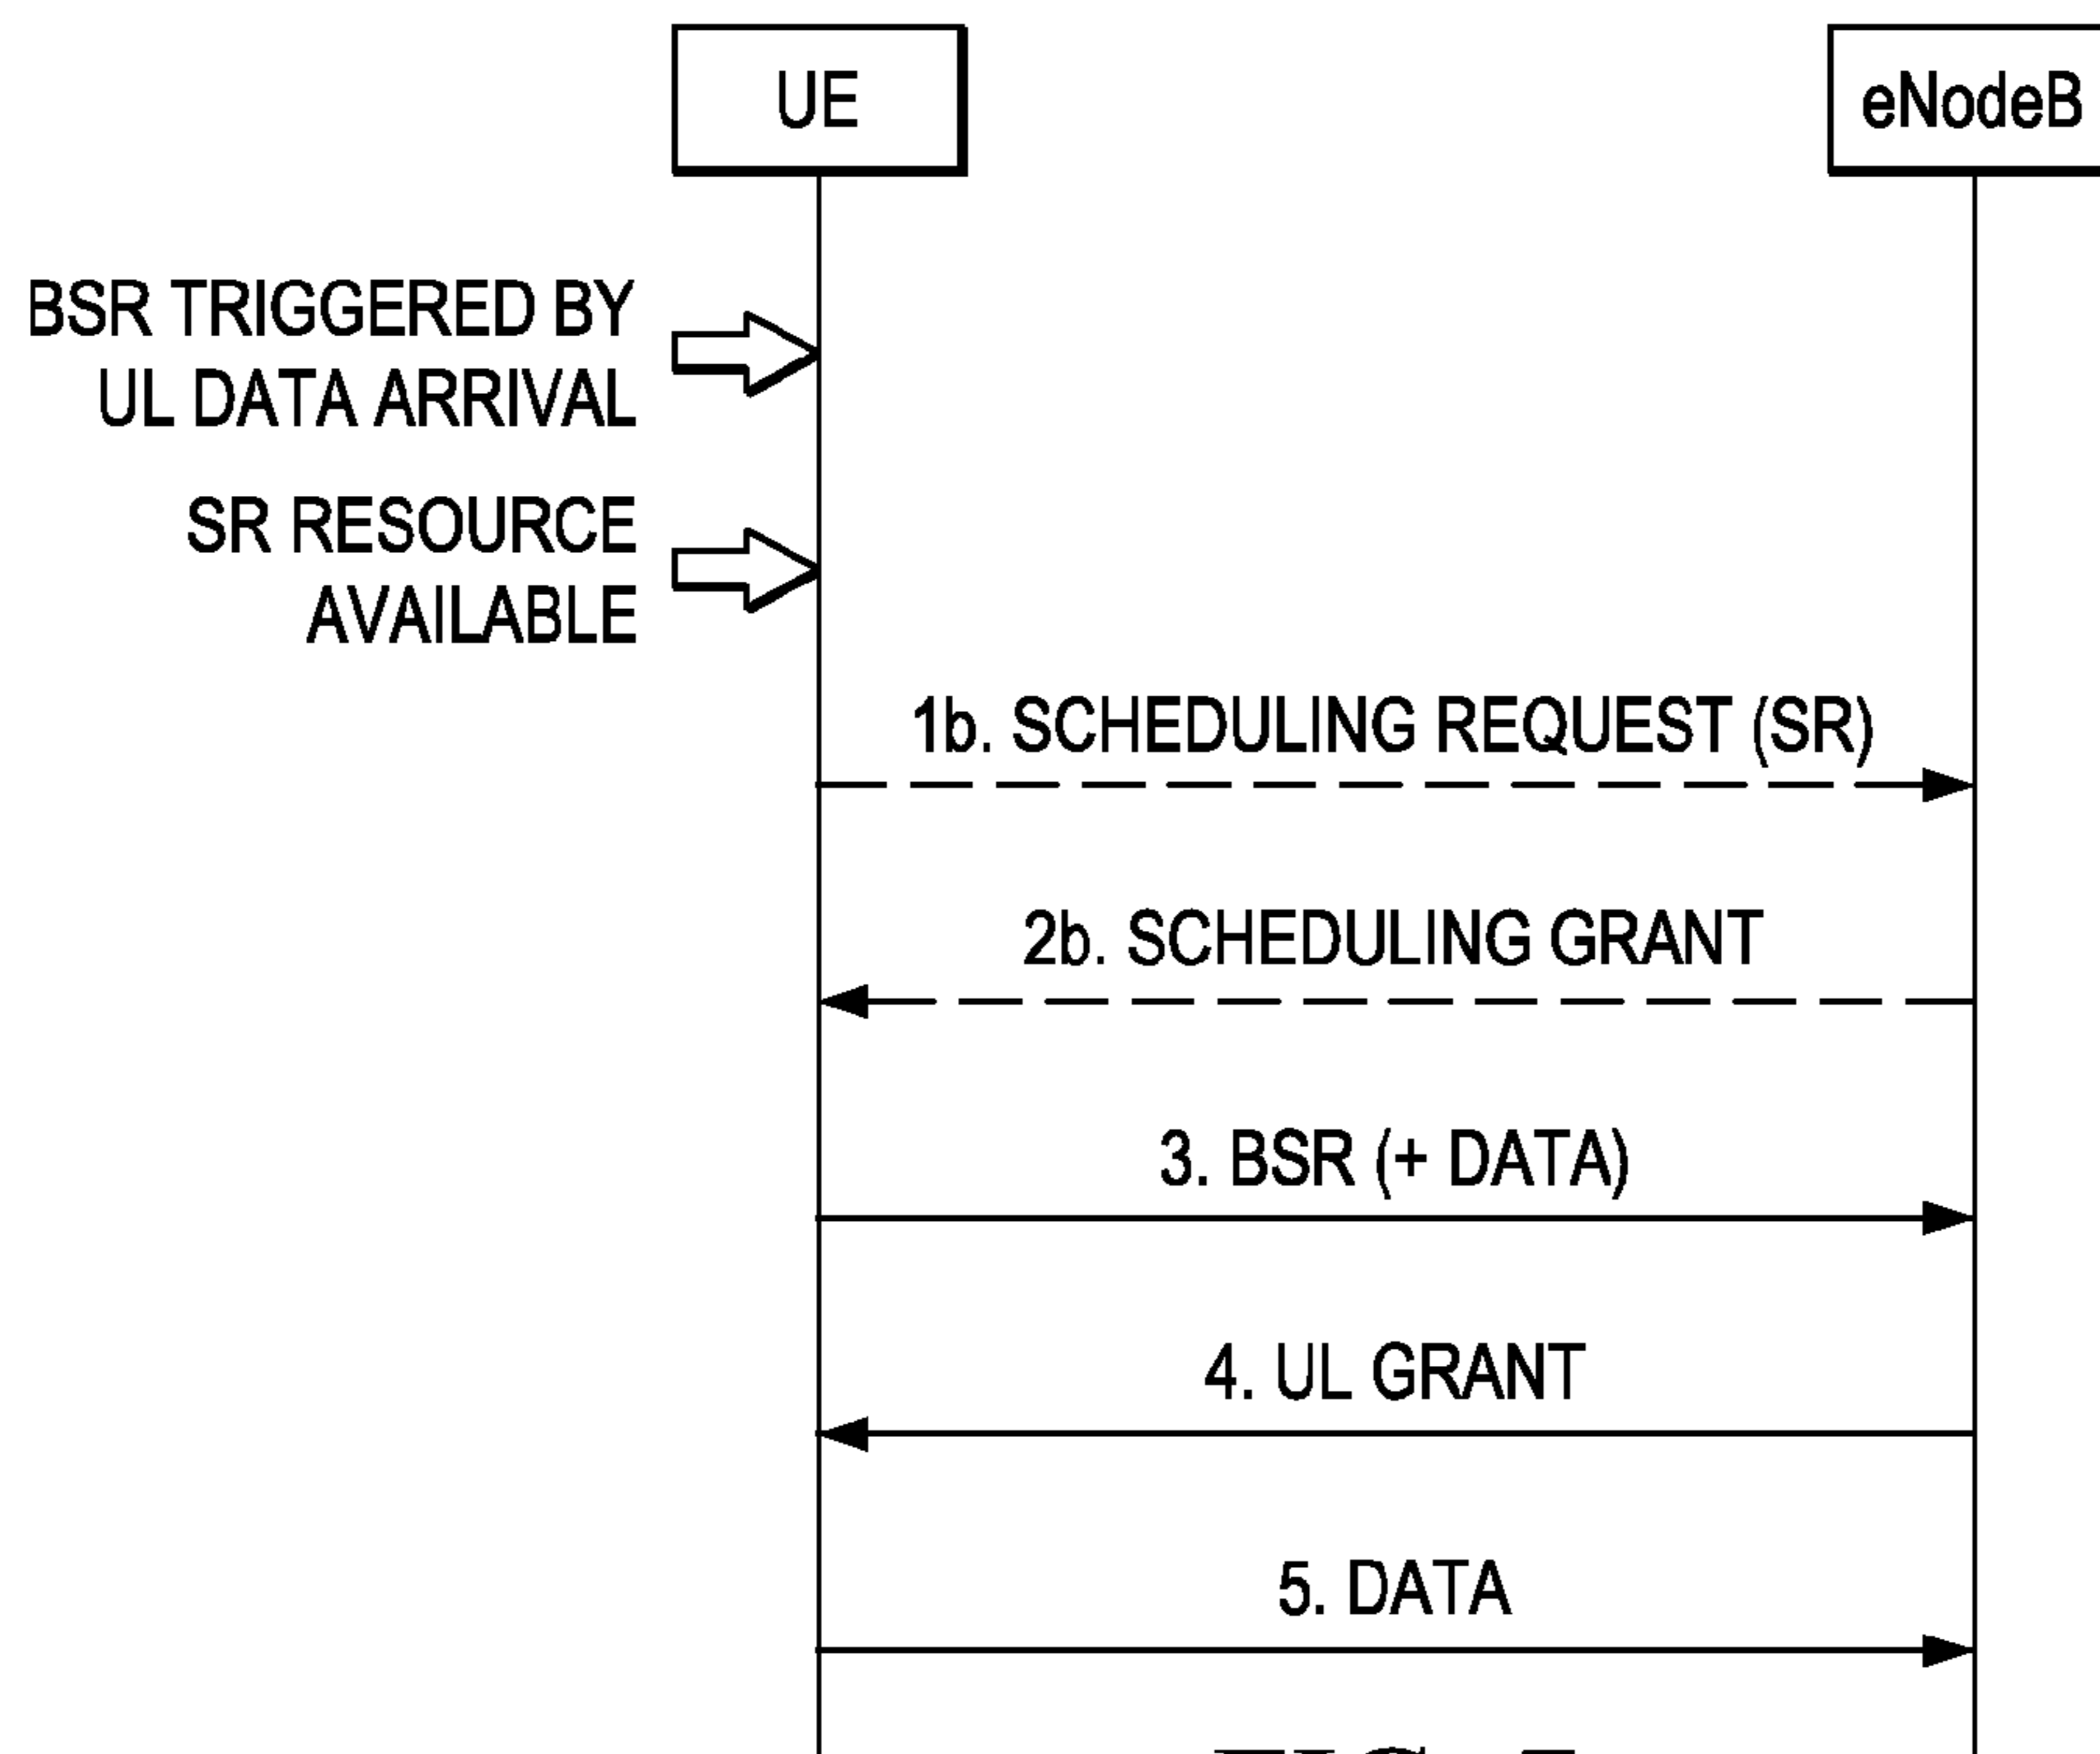 UE
eNodeB
BSR TRIGGERED BY
UL DATA ARRIVAL
SR RESOURCE
AVAILABLE
1b. SCHEDULING REQUEST (SR)
2b. SCHEDULING GRANT
3. BSR (+ DATA)
4. UL GRANT
5. DATA